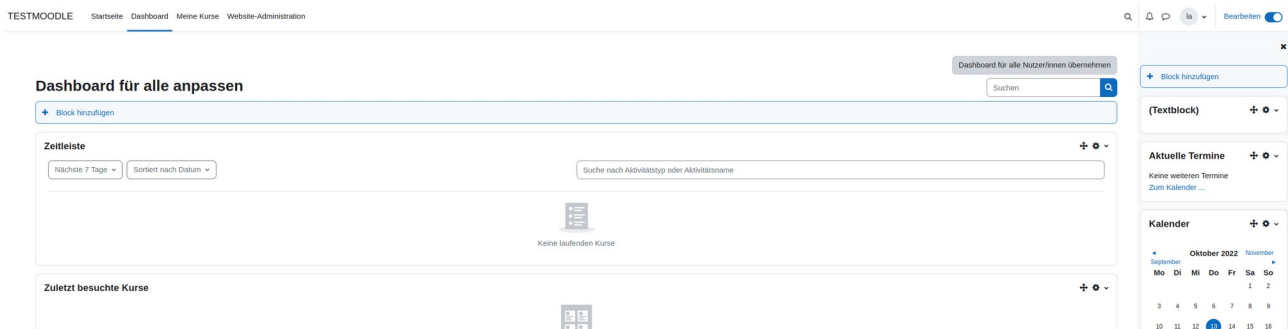 TESTMOODLE Startseite Dashboard Meine Kurse Website-Administration la Bearbeiten
Dashboard für alle Nutzer/innen übernehmen
Dashboard für alle anpassen
Suchen
Block hinzufügen
Zeitleiste
Nächste 7 Tage Sortiert nach Datum Suche nach Aktivitätstyp oder Aktivitätsname
Keine laufenden Kurse
Zuletzt besuchte Kurse
Block hinzufügen
(Textblock)
Aktuelle Termine
Keine weiteren Termine
Zum Kalender ...
Kalender
◄ September Oktober 2022 November ►
Mo Di Mi Do Fr Sa So
1 2
3 4 5 6 7 8 9
10 11 12 13 14 15 16